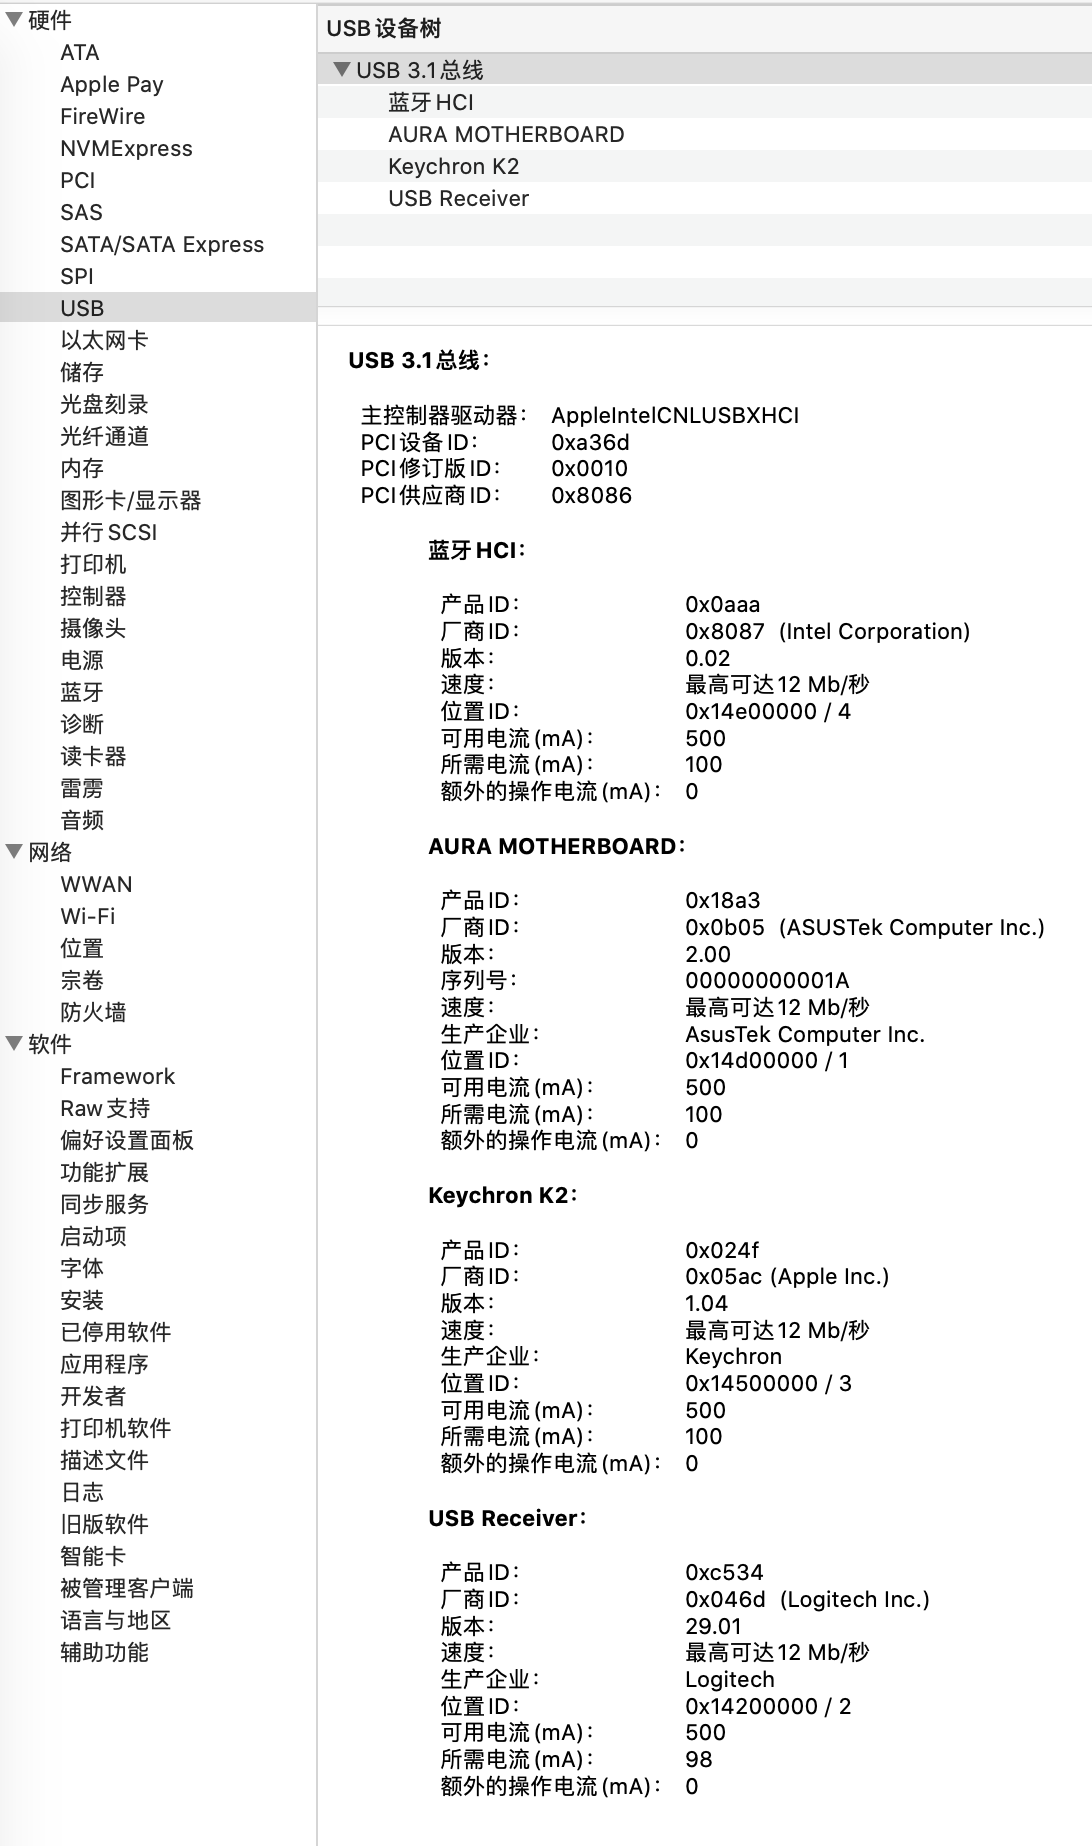 硬件
ATA
Apple Pay
FireWire
NVMExpress
PCI
SAS
SATA/SATA Express
SPI
USB
以太网卡
储存
光盘刻录
光纤通道
内存
图形卡/显示器
并行 SCSI
打印机
控制器
摄像头
电源
蓝牙
诊断
读卡器
雷雳
音频
网络
WWAN
Wi-Fi
位置
宗卷
防火墙
软件
Framework
Raw 支持
偏好设置面板
功能扩展
同步服务
启动项
字体
安装
已停用软件
应用程序
开发者
打印机软件
描述文件
日志
旧版软件
智能卡
被管理客户端
语言与地区
辅助功能
USB 设备树
USB 3.1 总线
蓝牙 HCI
AURA MOTHERBOARD
Keychron K2
USB Receiver
USB 3.1 总线：
主控制器驱动器： AppleIntelCNLUSBXHCI
PCI 设备 ID： 0xa36d
PCI 修订版 ID： 0x0010
PCI 供应商 ID： 0x8086
蓝牙 HCI：
产品 ID： 0x0aaa
厂商 ID： 0x8087 (Intel Corporation)
版本： 0.02
速度： 最高可达 12 Mb/秒
位置 ID： 0x14e00000 / 4
可用电流 (mA)： 500
所需电流 (mA)： 100
额外的操作电流 (mA)： 0
AURA MOTHERBOARD：
产品 ID： 0x18a3
厂商 ID： 0x0b05 (ASUSTek Computer Inc.)
版本： 2.00
序列号： 00000000001A
速度： 最高可达 12 Mb/秒
生产企业： AsusTek Computer Inc.
位置 ID： 0x14d00000 / 1
可用电流 (mA)： 500
所需电流 (mA)： 100
额外的操作电流 (mA)： 0
Keychron K2：
产品 ID： 0x024f
厂商 ID： 0x05ac (Apple Inc.)
版本： 1.04
速度： 最高可达 12 Mb/秒
生产企业： Keychron
位置 ID： 0x14500000 / 3
可用电流 (mA)： 500
所需电流 (mA)： 100
额外的操作电流 (mA)： 0
USB Receiver：
产品 ID： 0xc534
厂商 ID： 0x046d (Logitech Inc.)
版本： 29.01
速度： 最高可达 12 Mb/秒
生产企业： Logitech
位置 ID： 0x14200000 / 2
可用电流 (mA)： 500
所需电流 (mA)： 98
额外的操作电流 (mA)： 0